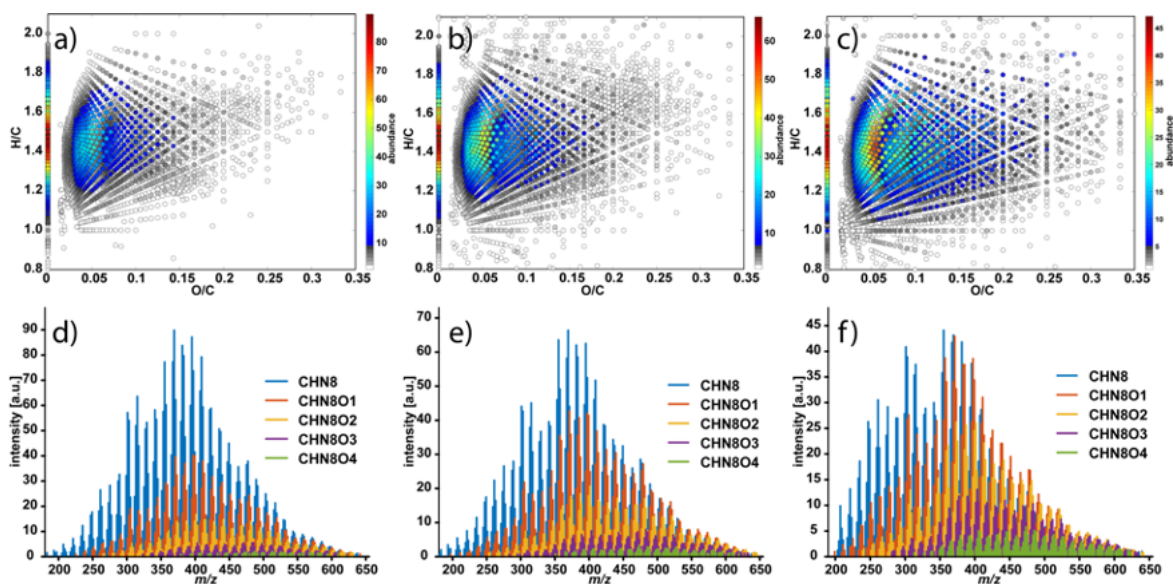 a)
2.0
1.8
1.6
1.4
1.2
1.0
0.8
H/C
0 0.05 0.1 0.15 0.2 0.25 0.3 0.35
O/C
80
70
60
50
40
30
20
10
abundance
b)
2.0
1.8
1.6
1.4
1.2
1.0
0.8
H/C
0 0.05 0.1 0.15 0.2 0.25 0.3 0.35
O/C
60
50
40
30
20
10
abundance
c)
2.0
1.8
1.6
1.4
1.2
1.0
0.8
H/C
0 0.05 0.1 0.15 0.2 0.25 0.3 0.35
O/C
45
40
35
30
25
20
15
10
5
abundance
d)
90
80
70
60
50
40
30
20
10
0
intensity [a.u.]
CHN8
CHN8O1
CHN8O2
CHN8O3
CHN8O4
200 250 300 350 400 450 500 550 600 650
m/z
e)
70
60
50
40
30
20
10
0
intensity [a.u.]
CHN8
CHN8O1
CHN8O2
CHN8O3
CHN8O4
200 250 300 350 400 450 500 550 600 650
m/z
f)
45
40
35
30
25
20
15
10
5
0
intensity [a.u.]
CHN8
CHN8O1
CHN8O2
CHN8O3
CHN8O4
200 250 300 350 400 450 500 550 600 650
m/z